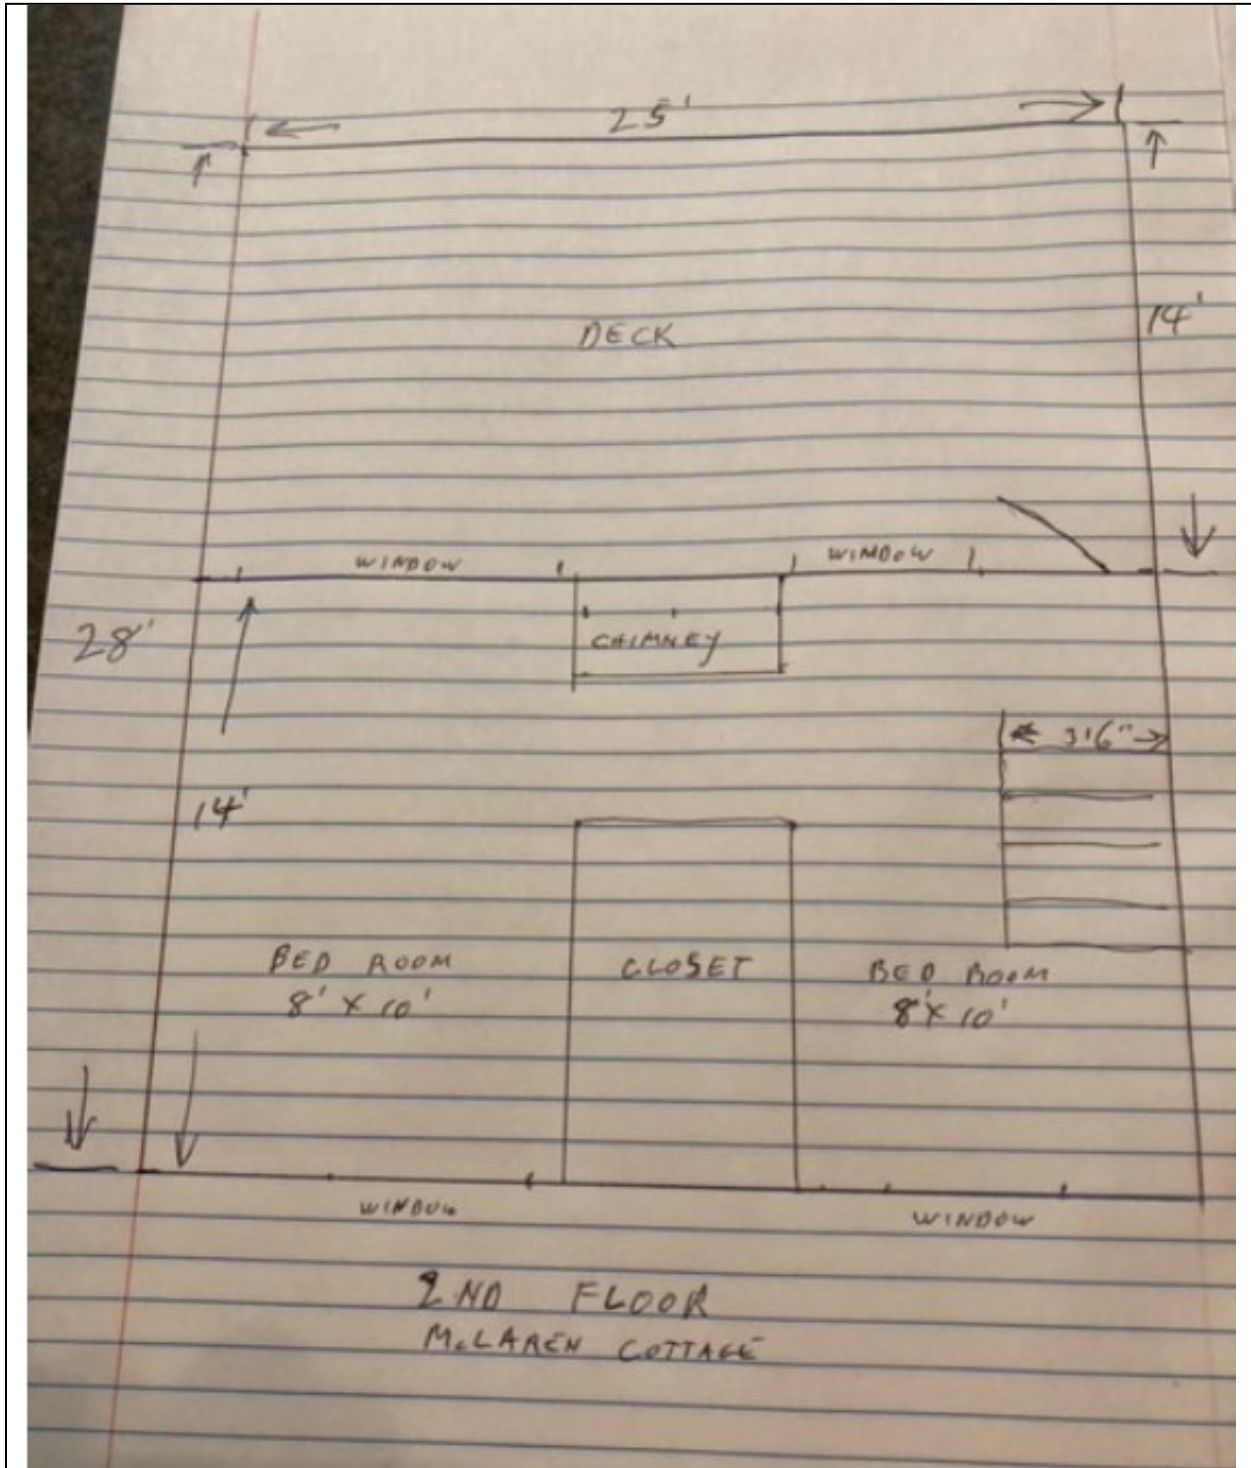 25'
DECK
14'
WINDOW
WINDOW
28'
CHIMNEY
3'6"
14'
BED ROOM
8' X 10'
CLOSET
BED ROOM
8' X 10'
WINDOW
WINDOW
2ND FLOOR
McLAREN COTTAGE